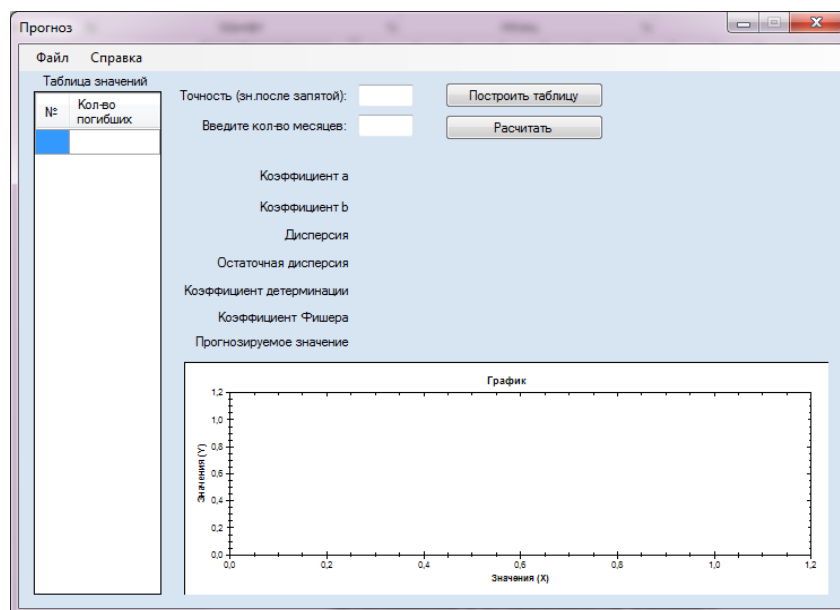 Прогноз
Файл Справка
Таблица значений
№ Кол-во погибших
Точность (зн.после запятой):
Построить таблицу
Введите кол-во месяцев:
Расчитать
Коэффициент a
Коэффициент b
Дисперсия
Остаточная дисперсия
Коэффициент детерминации
Коэффициент Фишера
Прогнозируемое значение
График
Значения (Y)
1,2
1,0
0,8
0,6
0,4
0,2
0,0
0,0 0,2 0,4 0,6 0,8 1,0 1,2
Значения (X)